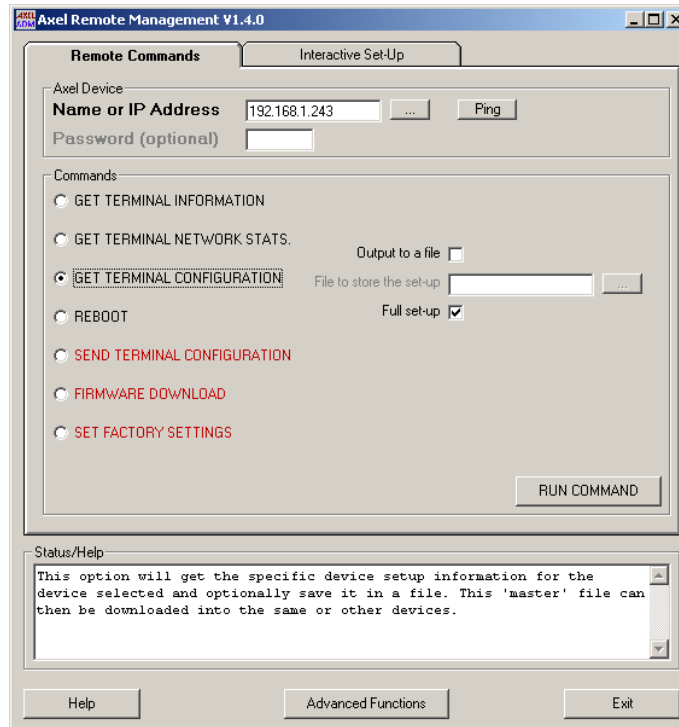 AXEL
ADM
Axel Remote Management V1.4.0
Remote Commands
Interactive Set-Up
Axel Device
Name or IP Address
192.168.1.243
...
Ping
Password (optional)
Commands
GET TERMINAL INFORMATION
GET TERMINAL NETWORK STATS.
Output to a file
GET TERMINAL CONFIGURATION
File to store the set-up
...
REBOOT
Full set-up
SEND TERMINAL CONFIGURATION
FIRMWARE DOWNLOAD
SET FACTORY SETTINGS
RUN COMMAND
Status/Help
This option will get the specific device setup information for the
device selected and optionally save it in a file. This 'master' file can
then be downloaded into the same or other devices.
Help
Advanced Functions
Exit